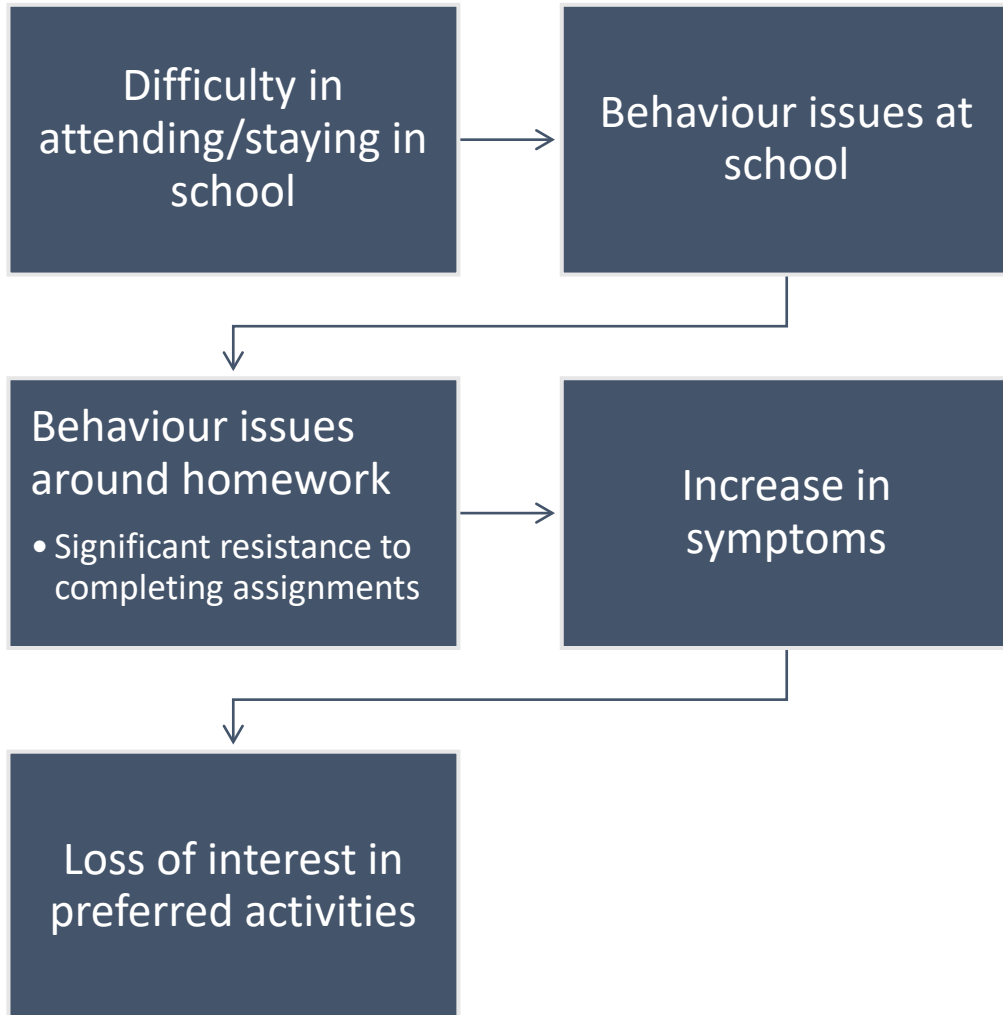 Difficulty in
attending/staying in
school
Behaviour issues at
school
Behaviour issues
around homework
• Significant resistance to
completing assignments
Increase in
symptoms
Loss of interest in
preferred activities